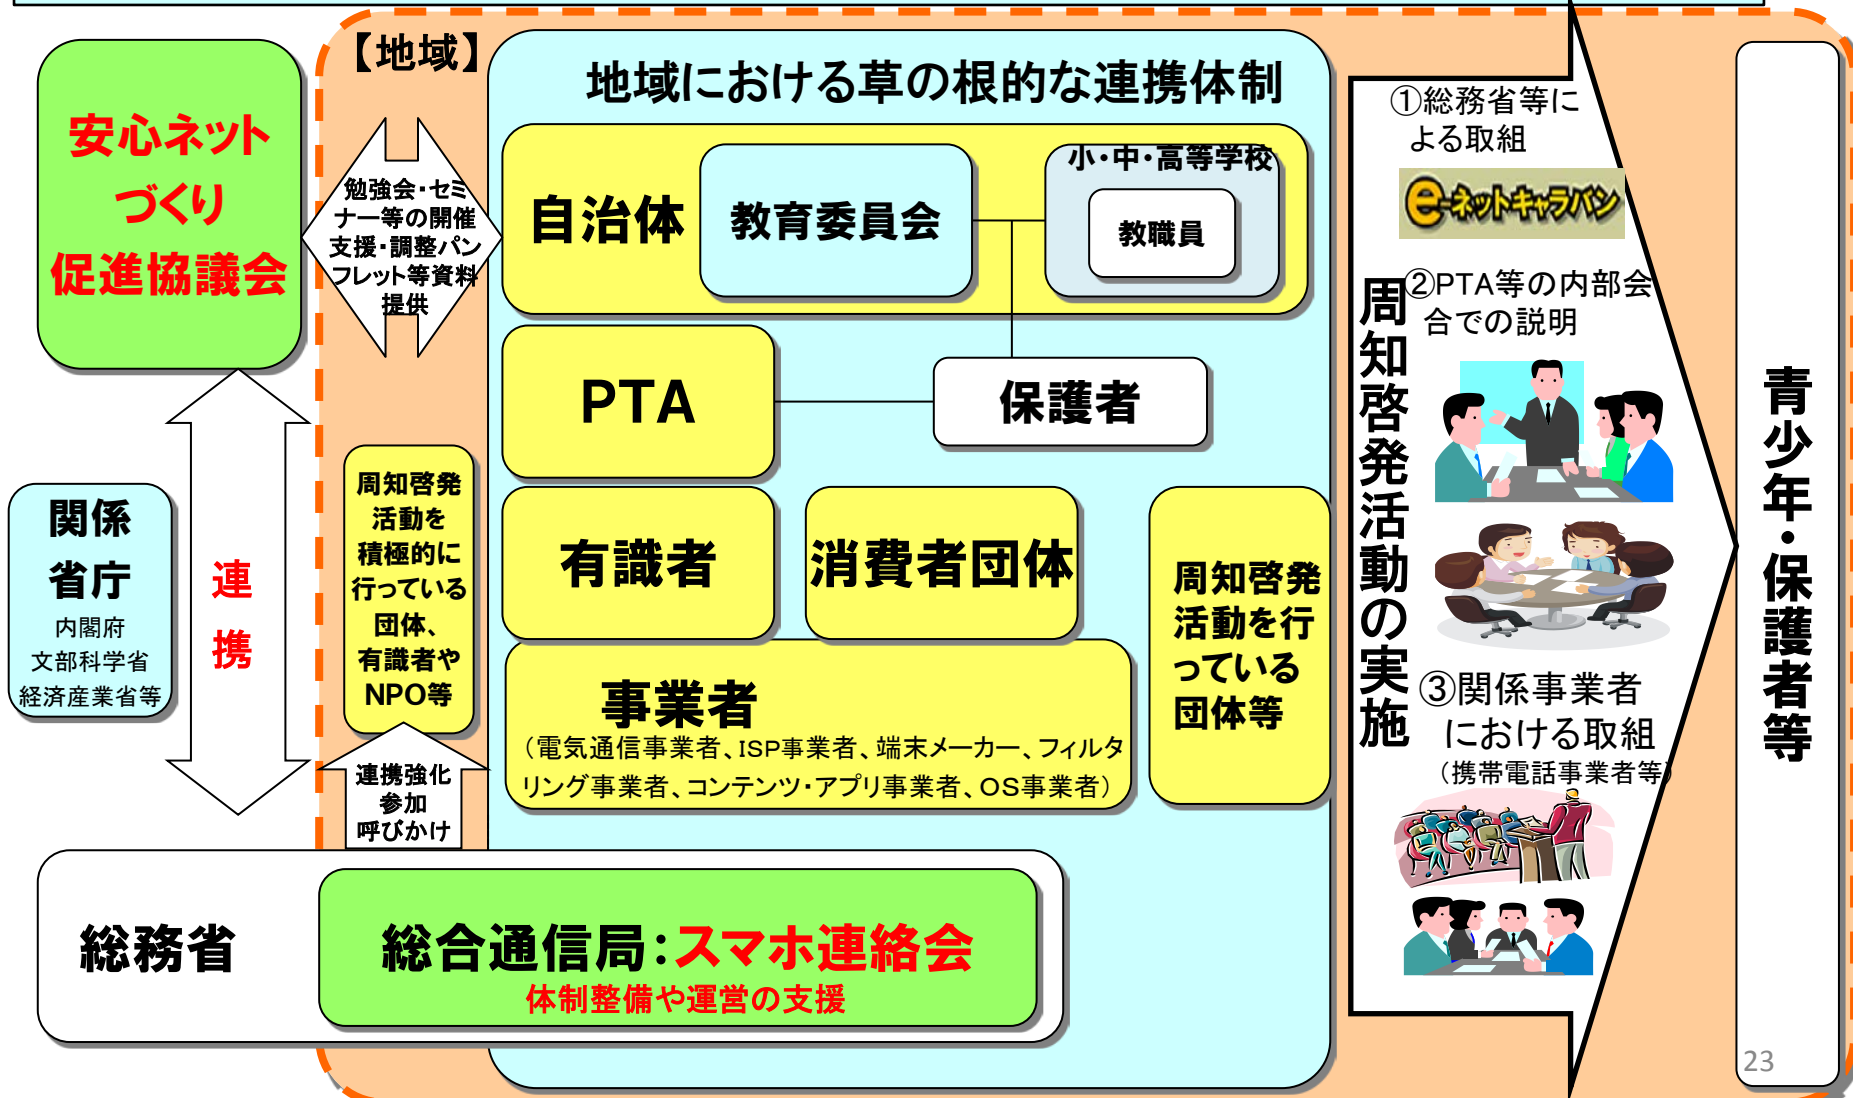 安心ネット
づくり
促進協議会
【地域】
地域における草の根的な連携体制
勉強会・セミ
ナー等の開催
支援・調整パン
フレット等資料
提供
自治体
教育委員会
小・中・高等学校
教職員
PTA
保護者
有識者
消費者団体
周知啓発
活動を行
っている
団体等
事業者
（電気通信事業者、ISP事業者、端末メーカー、フィルタ
リング事業者、コンテンツ・アプリ事業者、OS事業者）
関係
省庁
内閣府
文部科学省
経済産業省等
連
携
周知啓発
活動を
積極的に
行っている
団体、
有識者や
NPO等
連携強化
参加
呼びかけ
総務省
総合通信局：スマホ連絡会
体制整備や運営の支援
周知啓発活動の実施
①総務省等に
よる取組
e-ネットキャラバン
②PTA等の内部会
合での説明
③関係事業者
における取組
（携帯電話事業者等）
青少年・保護者等
23